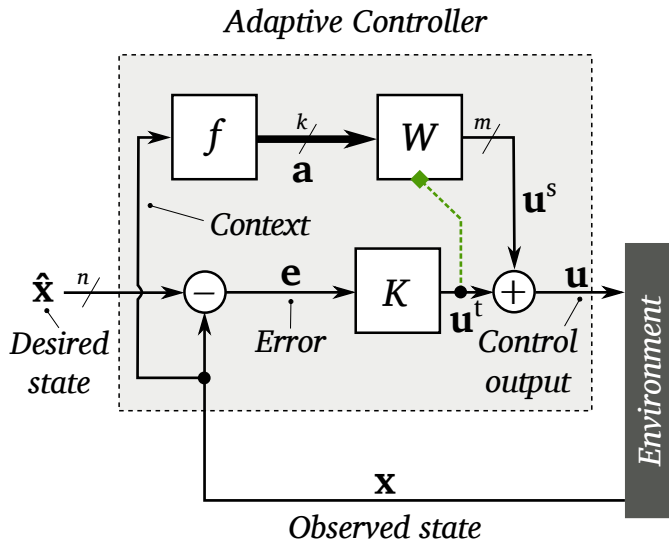 Adaptive Controller
f
k
a
W
m
u^s
Context
x̂
n
−
e
K
u^t
+
u
Desired
state
Error
Control
output
Environment
x
Observed state